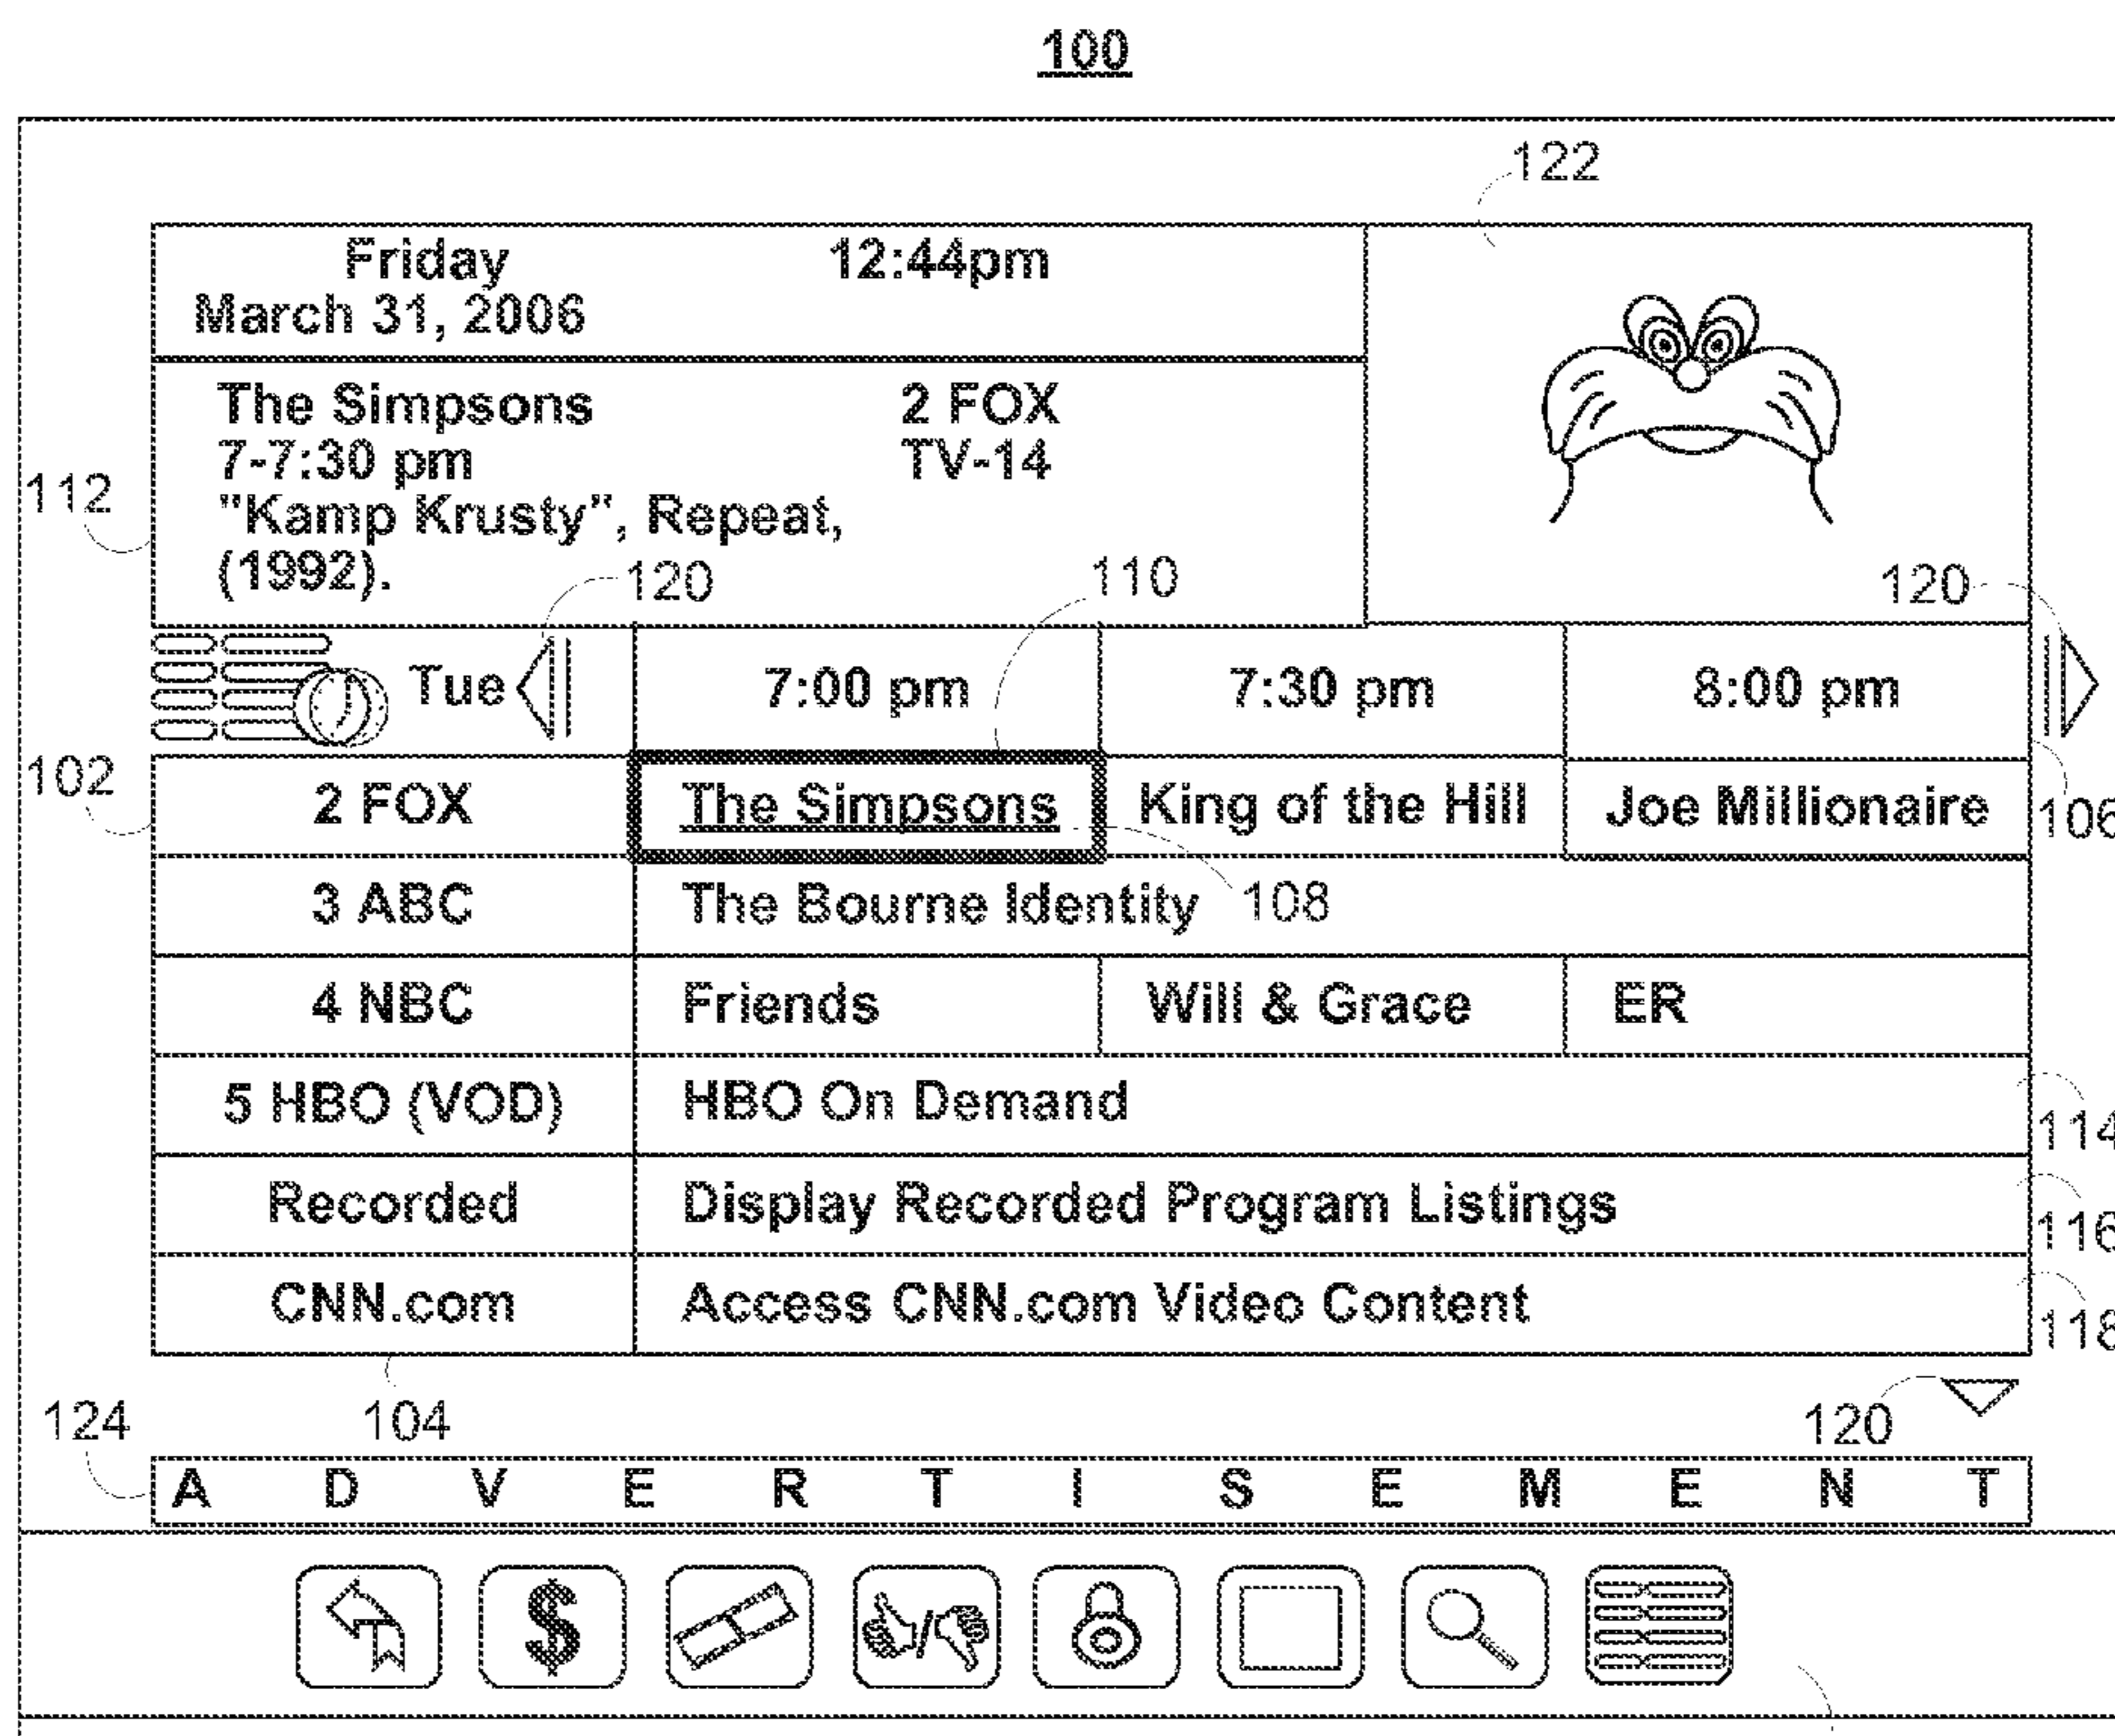 100
122
Friday 12:44pm
March 31, 2006
The Simpsons 2 FOX
7-7:30 pm TV-14
112
"Kamp Krusty", Repeat,
(1992).
120 110 120
Tue 7:00 pm 7:30 pm 8:00 pm
102
2 FOX The Simpsons King of the Hill Joe Millionaire
106
3 ABC The Bourne Identity 108
4 NBC Friends Will & Grace ER
5 HBO (VOD) HBO On Demand
114
Recorded Display Recorded Program Listings
116
CNN.com Access CNN.com Video Content
118
124 104 120
A D V E R T I S E M E N T
$ /